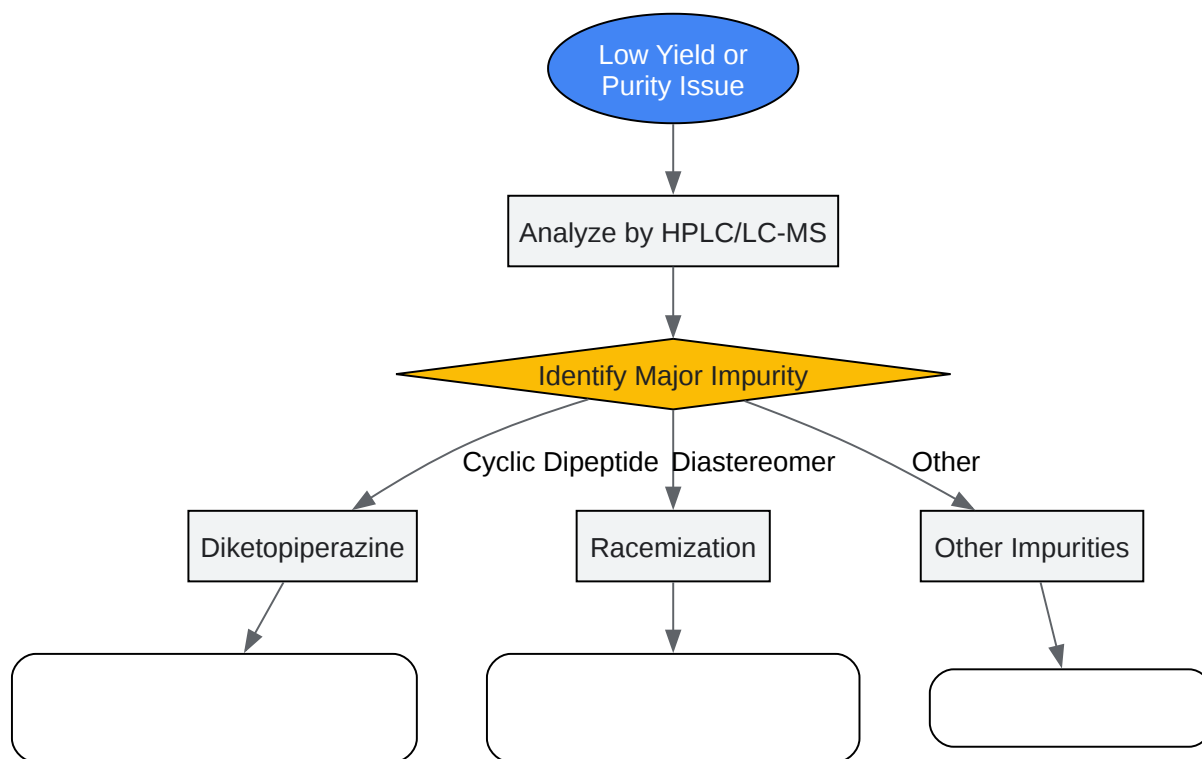 Low Yield or
Purity Issue
Analyze by HPLC/LC-MS
Identify Major Impurity
Cyclic Dipeptide
Diastereomer
Other
Diketopiperazine
Racemization
Other Impurities